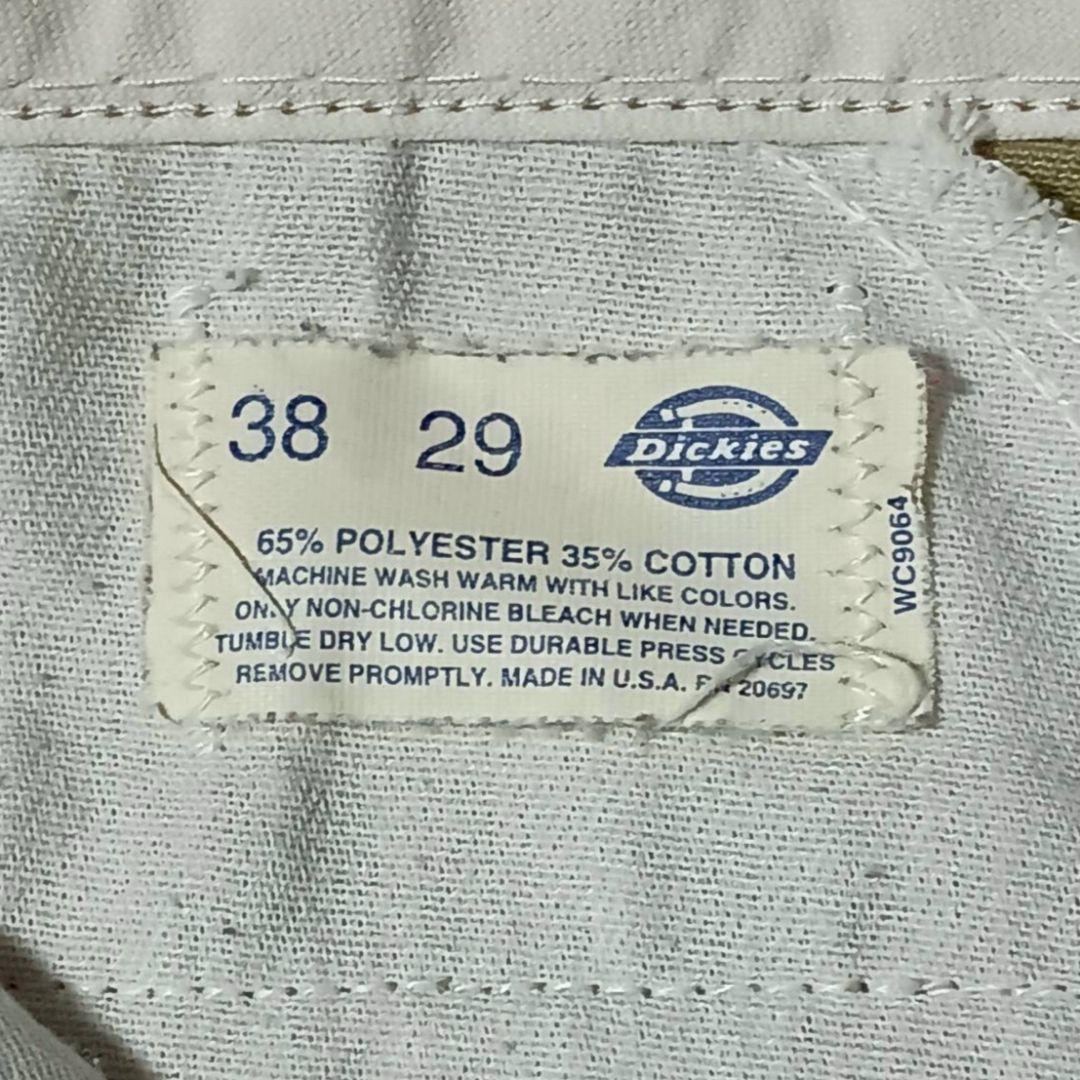 38 29
Dickies
65% POLYESTER 35% COTTON
MACHINE WASH WARM WITH LIKE COLORS.
ONLY NON-CHLORINE BLEACH WHEN NEEDED.
TUMBLE DRY LOW. USE DURABLE PRESS CYCLES
REMOVE PROMPTLY. MADE IN U.S.A. RN 20697
WC9064